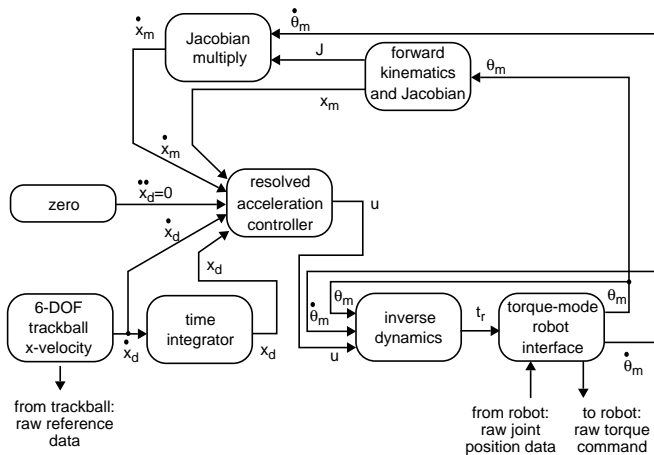 ẋm
θ̇m
Jacobian
multiply
J
forward
kinematics
and Jacobian
θm
xm
ẋm
resolved
acceleration
controller
zero
ẍd=0
u
ẋd
xd
6-DOF
trackball
x-velocity
ẋd
time
integrator
xd
θm
θ̇m
u
inverse
dynamics
tr
torque-mode
robot
interface
θm
θ̇m
from trackball:
raw reference
data
from robot:
raw joint
position data
to robot:
raw torque
command